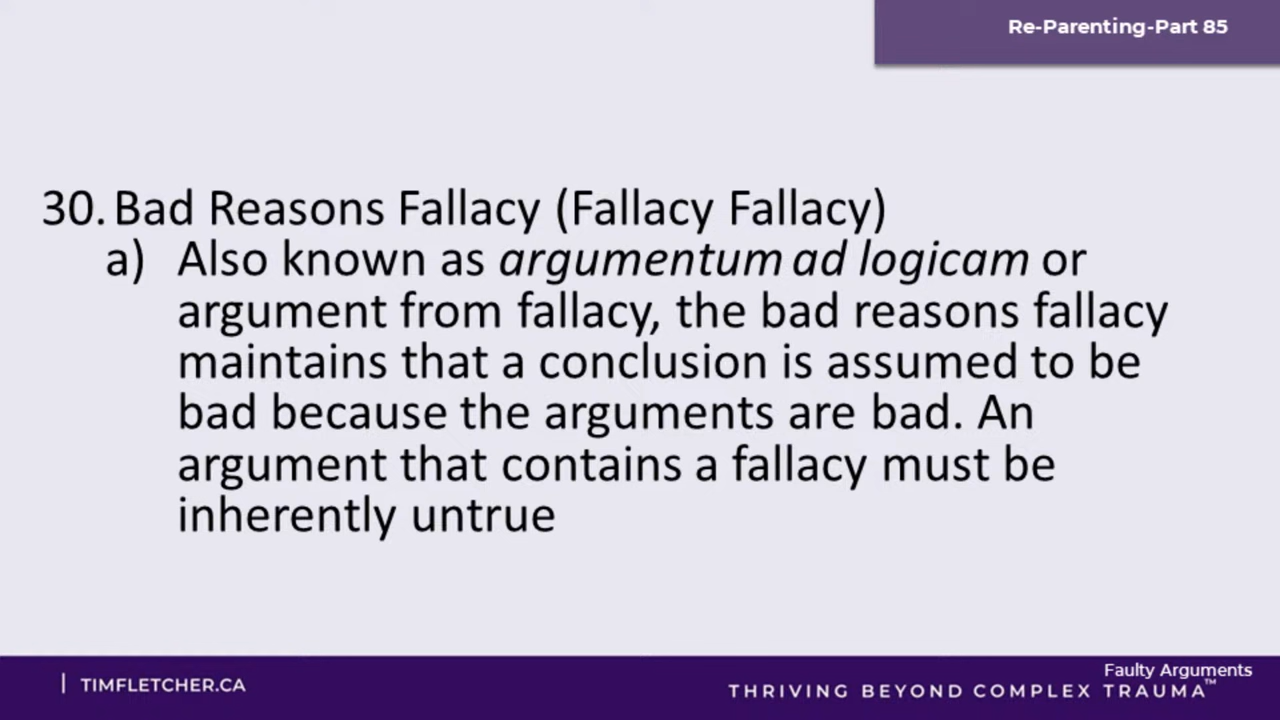 Re-Parenting-Part 85
30. Bad Reasons Fallacy (Fallacy Fallacy)
a) Also known as argumentum ad logicam or
argument from fallacy, the bad reasons fallacy
maintains that a conclusion is assumed to be
bad because the arguments are bad. An
argument that contains a fallacy must be
inherently untrue
Faulty Arguments
| TIMFLETCHER.CA
THRIVING BEYOND COMPLEX TRAUMA™